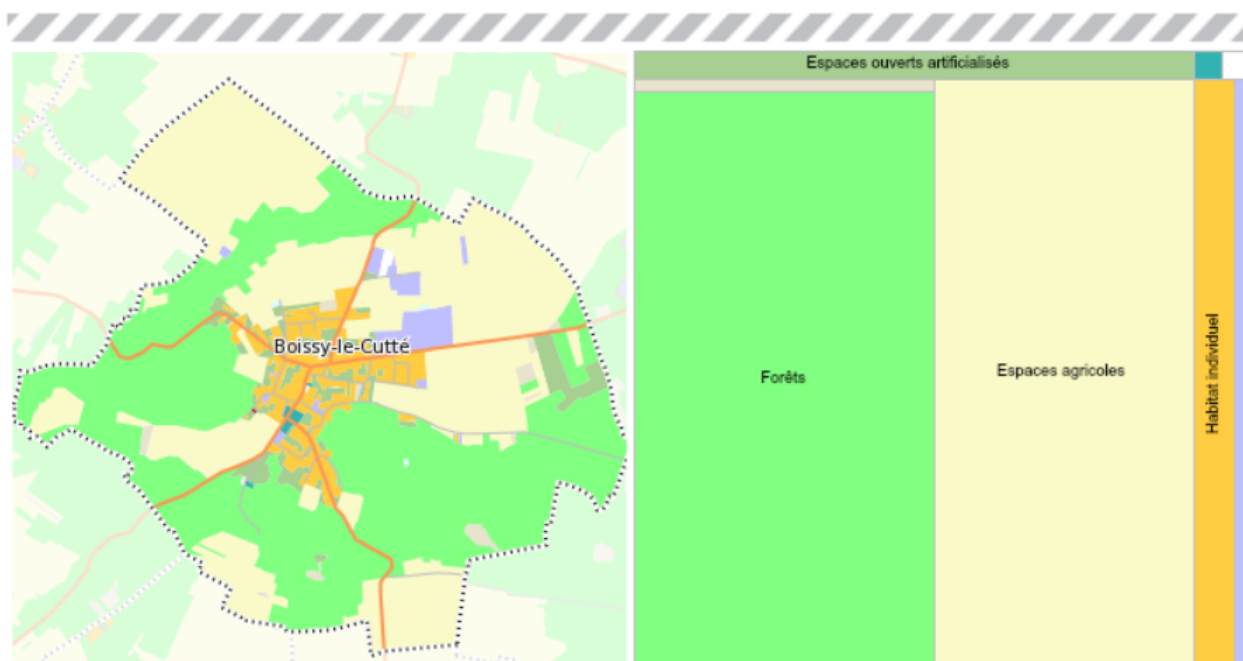 Espaces ouverts artificialisés
Boissy-le-Cutté
Forêts
Espaces agricoles
Habitat individuel